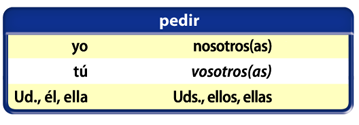 pedir
yo nosotros(as)
tú vosotros(as)
Ud., él, ella Uds., ellos, ellas